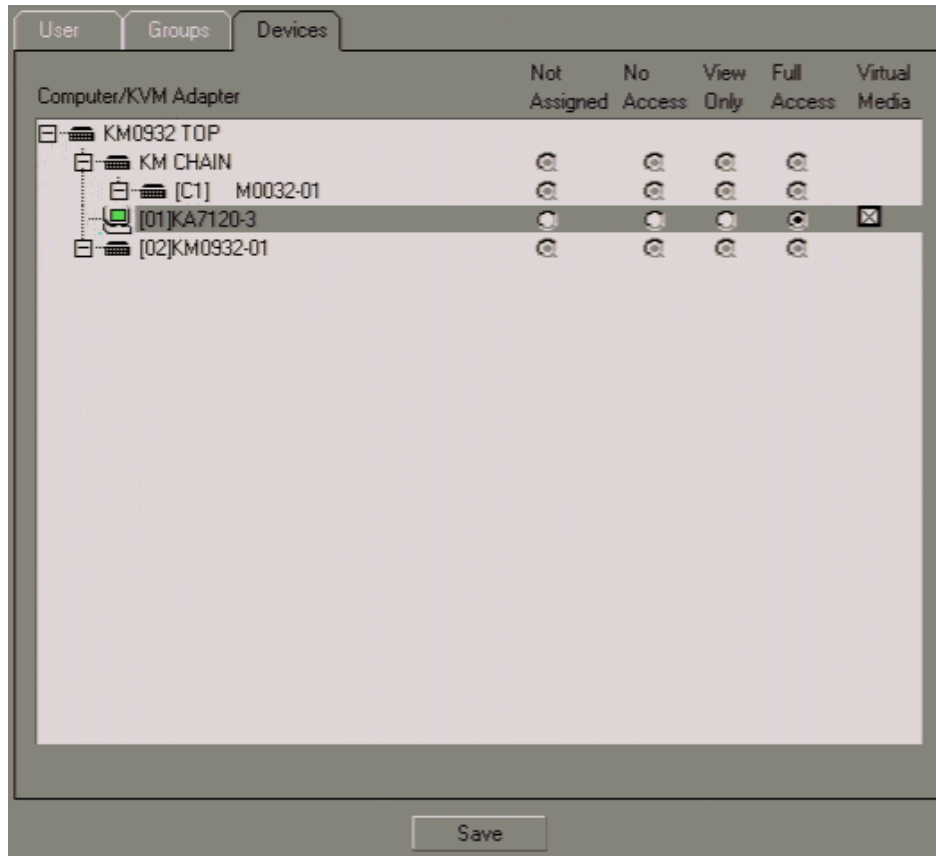 User Groups Devices
Computer/KVM Adapter Not Assigned No Access View Only Full Access Virtual Media
KM0932 TOP
KM CHAIN
[C1] M0032-01
[01]KA7120-3
[02]KM0932-01
Save